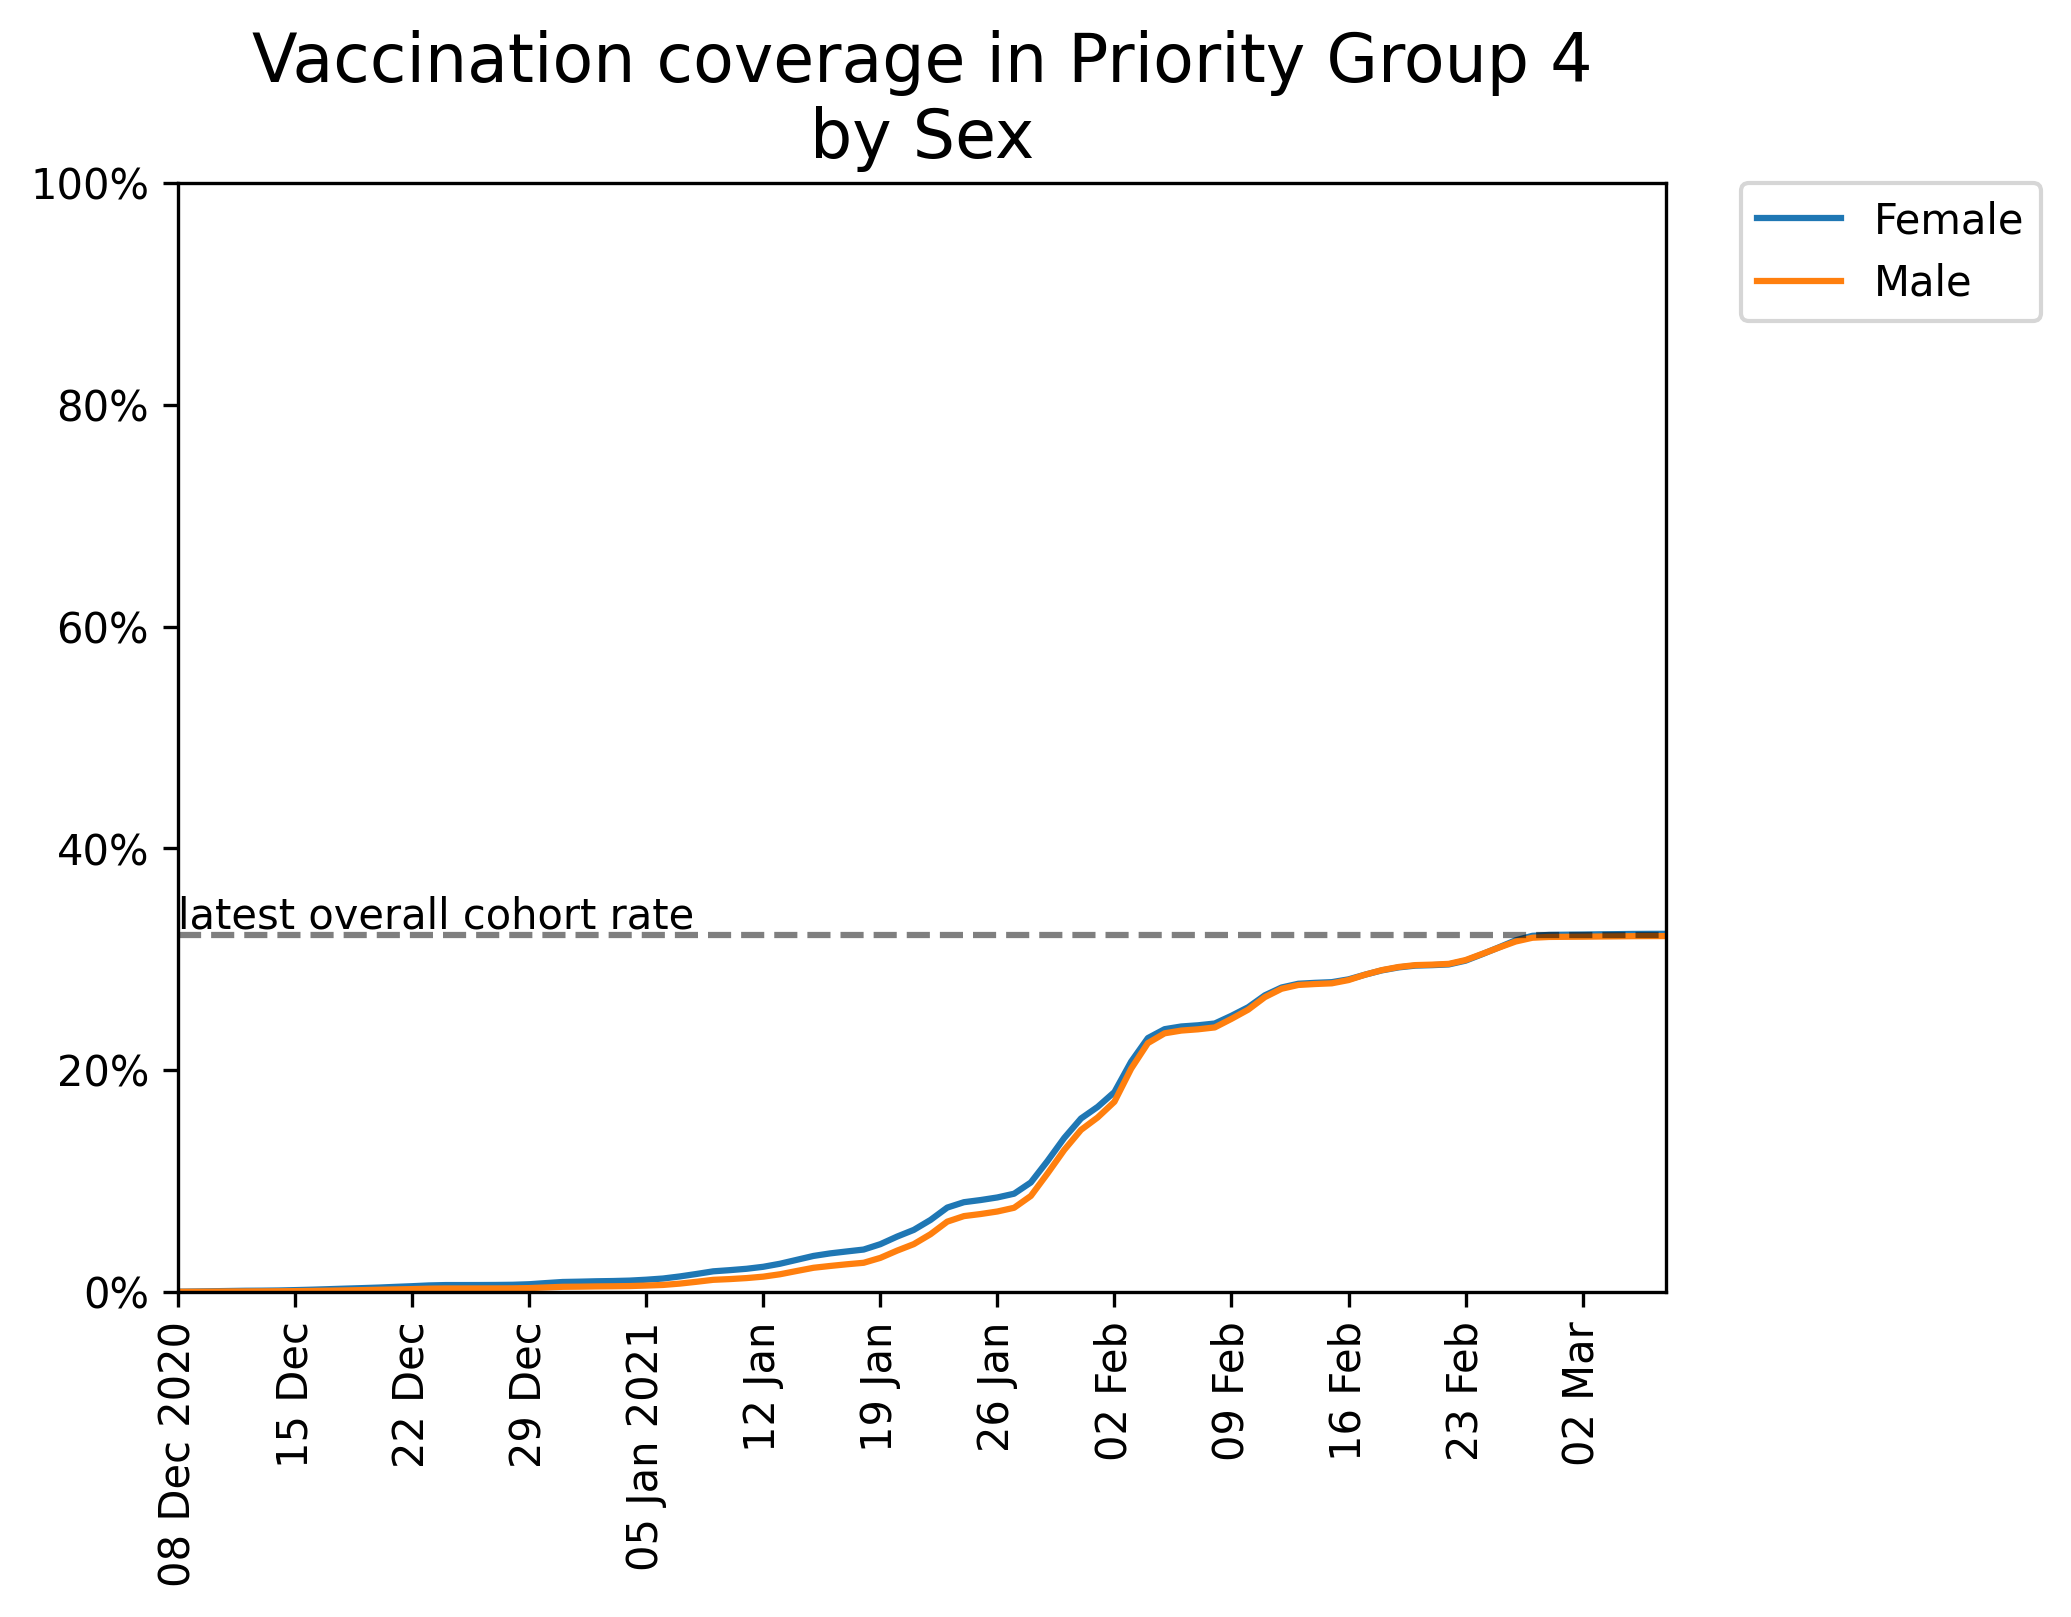 Vaccination coverage in Priority Group 4
by Sex
100%
80%
60%
40%
20%
0%
latest overall cohort rate
Female
Male
08 Dec 2020
15 Dec
22 Dec
29 Dec
05 Jan 2021
12 Jan
19 Jan
26 Jan
02 Feb
09 Feb
16 Feb
23 Feb
02 Mar